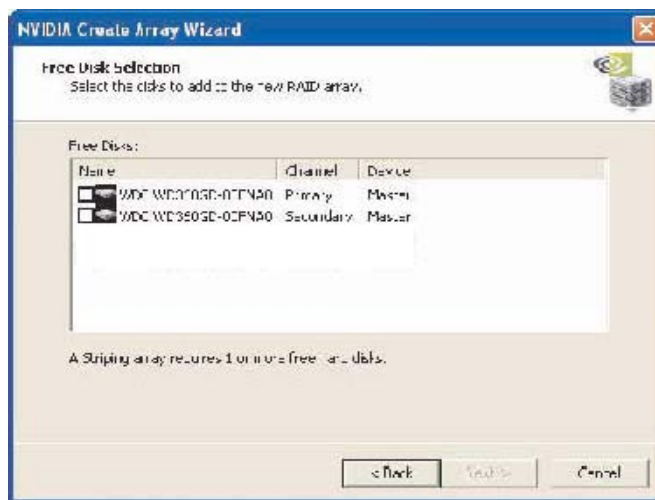 NVIDIA Create Array Wizard
Free Disk Selection
Select the disks to add to the new RAID array.
Free Disks:
Name Channel Device
Primary Master
Secondary Master
A Striping array requires 1 or more free hard disks.
< Back Next > Cancel